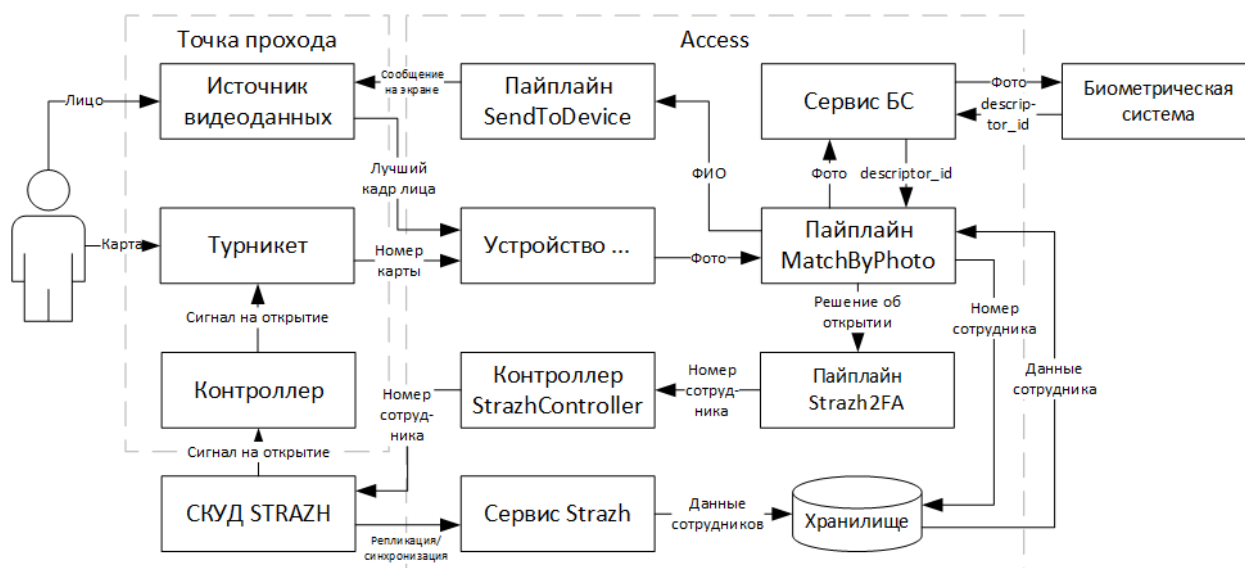 Точка прохода
Access
Лицо
Источник
видеоданных
Сообщение
на экране
Пайплайн
SendToDevice
Сервис БС
Фото
descrip-
tor_id
Биометрическая
система
Лучший
кадр лица
ФИО
Фото
descriptor_id
Карта
Турникет
Номер
карты
Устройство ...
Фото
Пайплайн
MatchByPhoto
Сигнал на открытие
Решение об
открытии
Номер
сотрудника
Данные
сотрудника
Контроллер
Номер
сотруд-
ника
Контроллер
StrazhController
Номер
сотруд-
ника
Пайплайн
Strazh2FA
Сигнал на открытие
СКУД STRAZH
Репликация/
синхронизация
Сервис Strazh
Данные
сотрудников
Хранилище